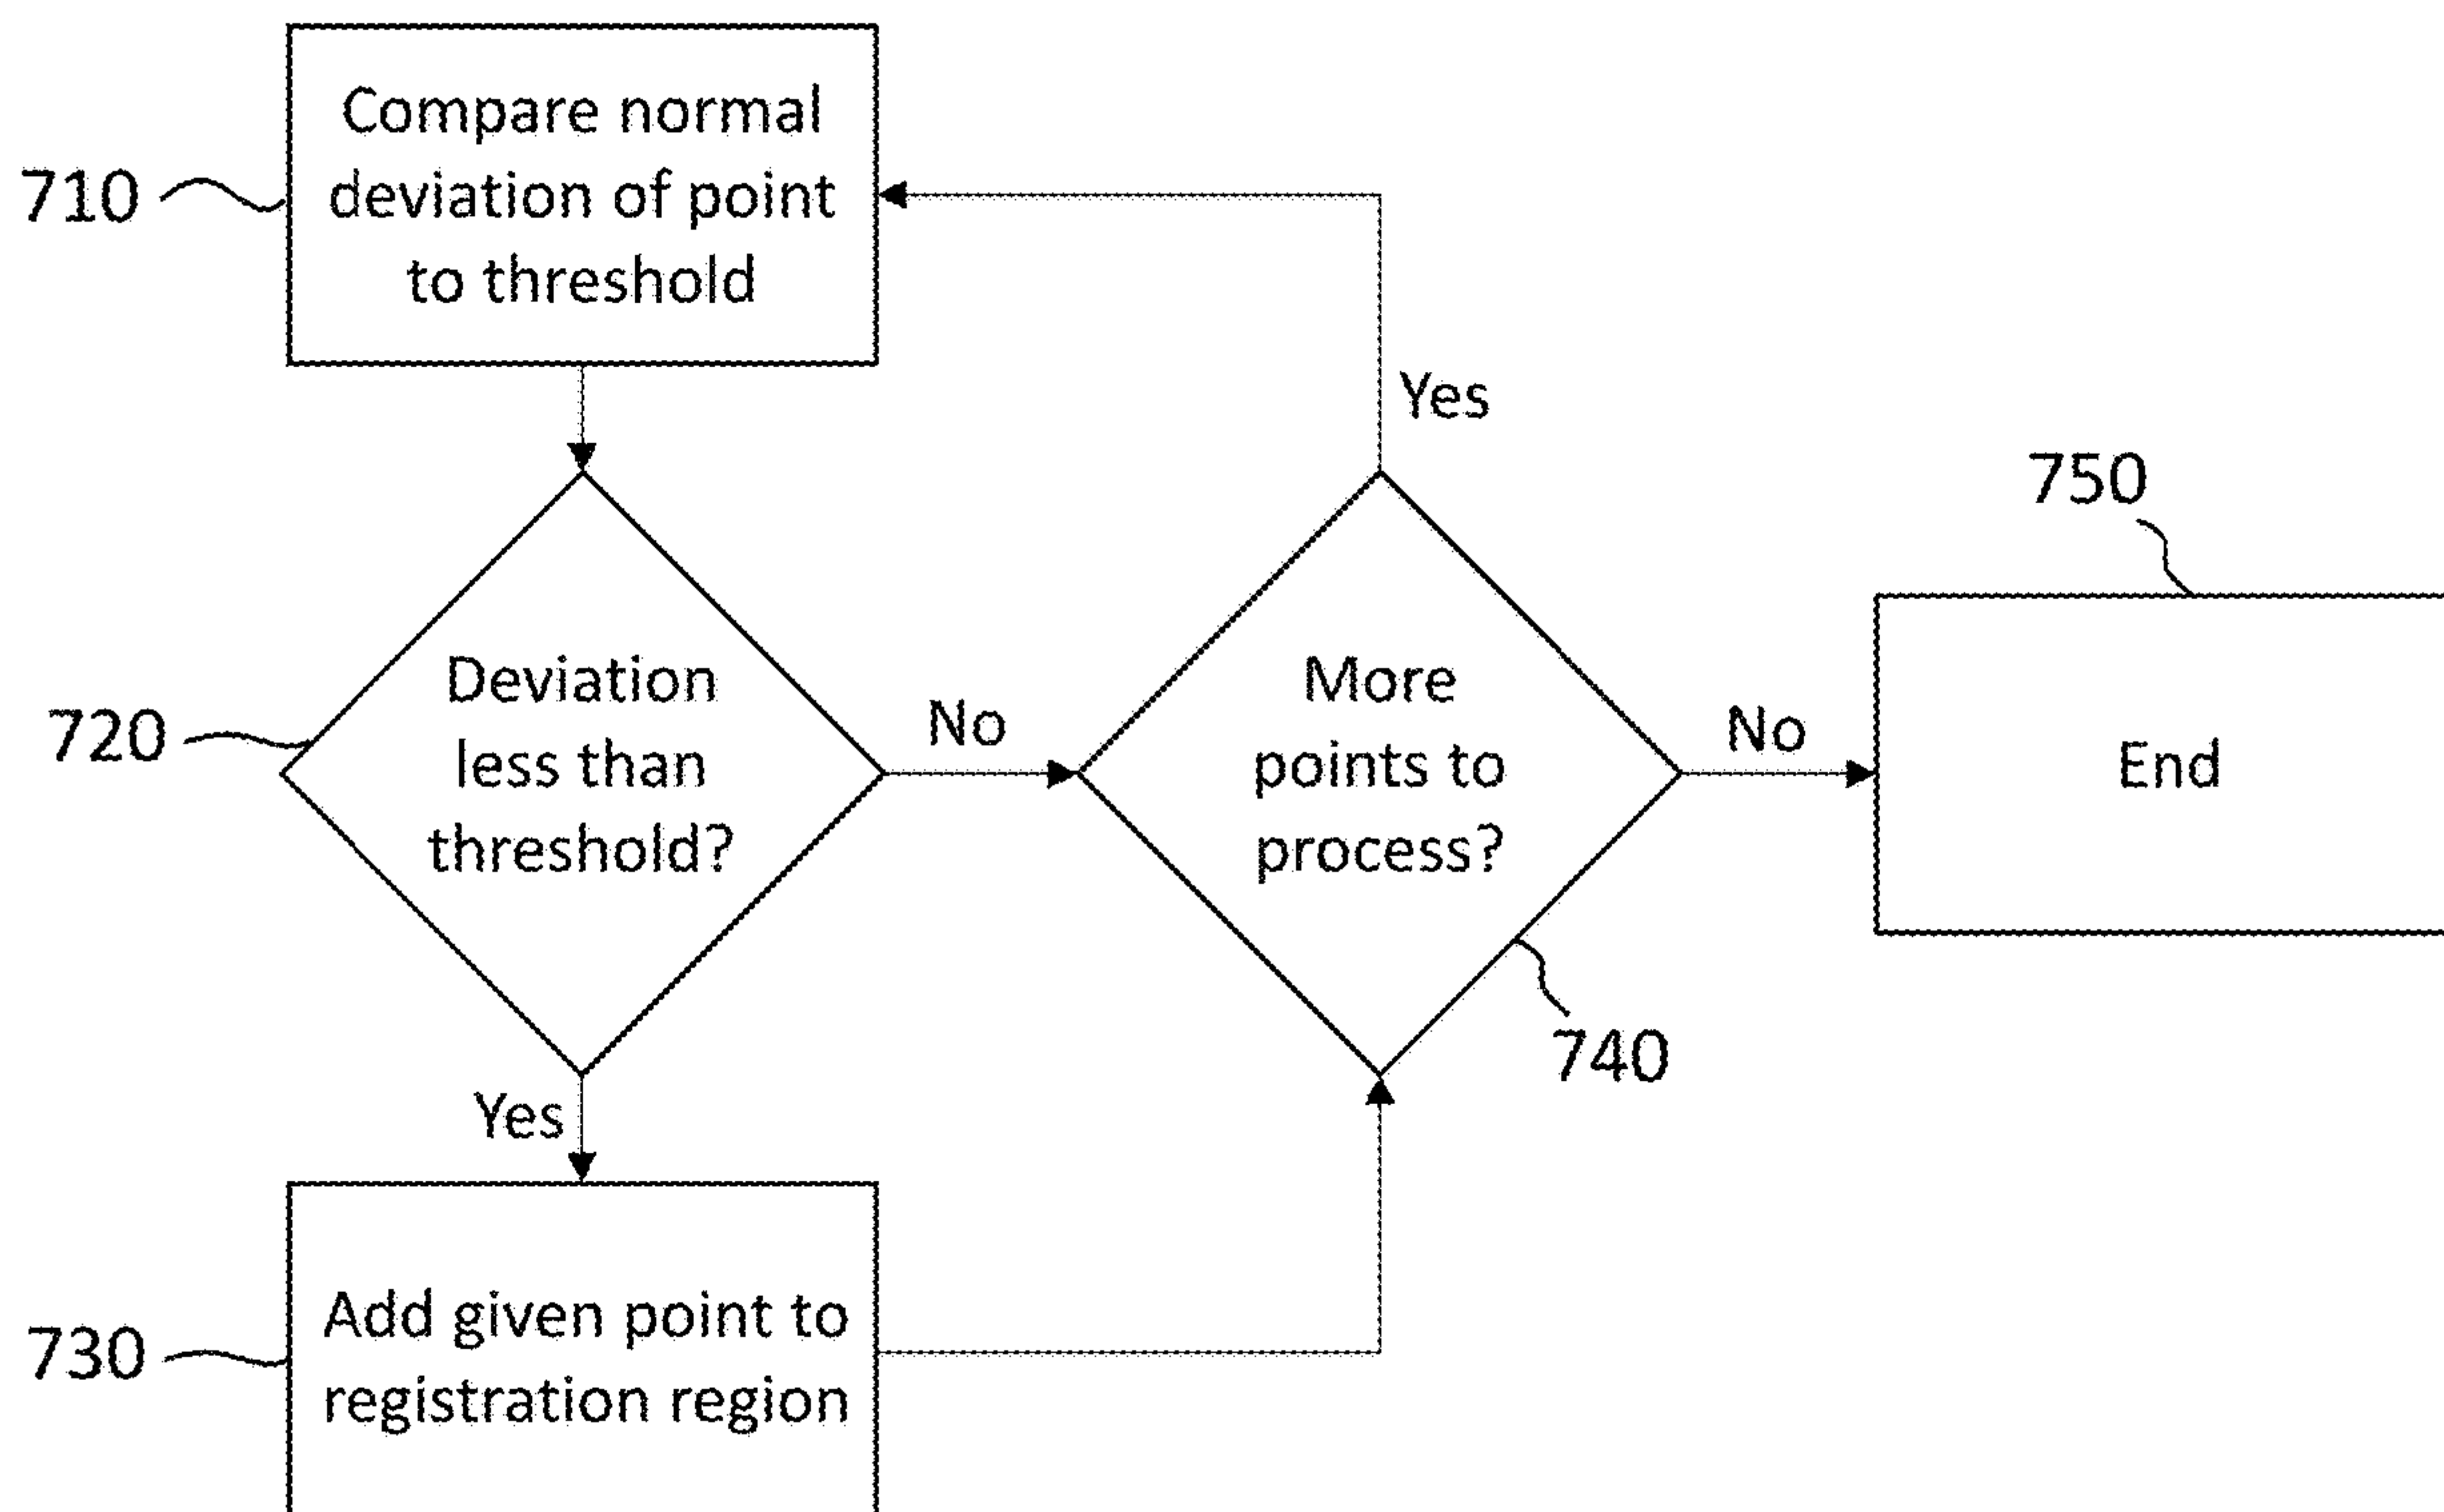 Compare normal
deviation of point
to threshold
710
Yes
750
Deviation
less than
threshold?
720
No
More
points to
process?
No
End
740
Yes
Add given point to
registration region
730